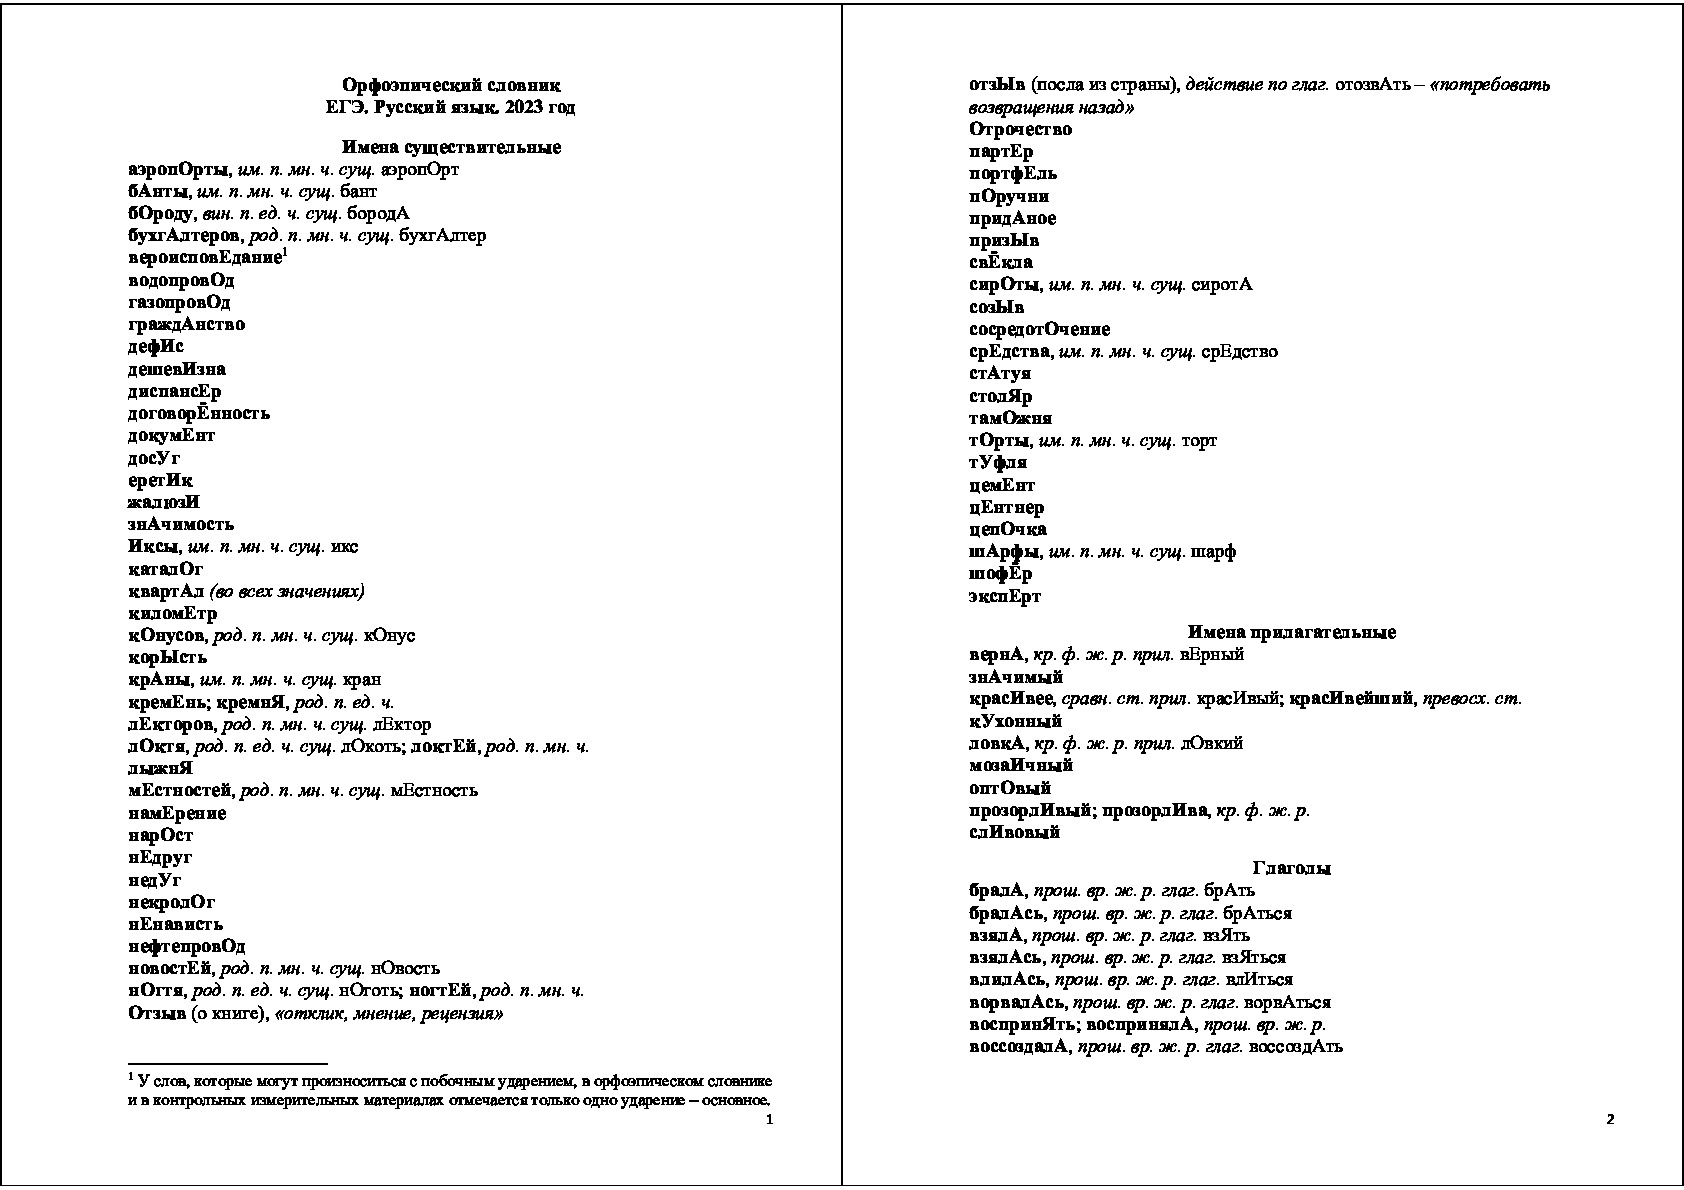 Орфоэпический словник
ЕГЭ. Русский язык. 2023 год
Имена существительные
аэропОрты, им. п. мн. ч. сущ. аэропОрт
бАнты, им. п. мн. ч. сущ. бант
бОроду, вин. п. ед. ч. сущ. бородА
бухгАлтеров, род. п. мн. ч. сущ. бухгАлтер
вероисповЕдание¹
водопровОд
газопровОд
граждАнство
дефИс
дешевИзна
диспансЕр
договорЁнность
докумЕнт
досУг
еретИк
жалюзИ
знАчимость
Иксы, им. п. мн. ч. сущ. икс
каталОг
квартАл (во всех значениях)
киломЕтр
кОнусов, род. п. мн. ч. сущ. кОнус
корЫсть
крАны, им. п. мн. ч. сущ. кран
кремЕнь; кремнЯ, род. п. ед. ч.
лЕкторов, род. п. мн. ч. сущ. лЕктор
лОктя, род. п. ед. ч. сущ. лОкоть; локтЕй, род. п. мн. ч.
лыжнЯ
мЕстностей, род. п. мн. ч. сущ. мЕстность
намЕрение
нарОст
нЕдруг
недУг
некролОг
нЕнависть
нефтепровОд
новостЕй, род. п. мн. ч. сущ. нОвость
нОгтя, род. п. ед. ч. сущ. нОготь; ногтЕй, род. п. мн. ч.
Отзыв (о книге), «отклик, мнение, рецензия»
¹ У слов, которые могут произноситься с побочным ударением, в орфоэпическом словнике
и в контрольных измерительных материалах отмечается только одно ударение – основное.
1
отзЫв (посла из страны), действие по глаг. отозвАть – «потребовать
возвращения назад»
Отрочество
партЕр
портфЕль
пОручни
придАное
призЫв
свЁкла
сирОты, им. п. мн. ч. сущ. сиротА
созЫв
сосредотОчение
срЕдства, им. п. мн. ч. сущ. срЕдство
стАтуя
столЯр
тамОжня
тОрты, им. п. мн. ч. сущ. торт
тУфля
цемЕнт
цЕнтнер
цепОчка
шАрфы, им. п. мн. ч. сущ. шарф
шофЁр
экспЕрт
Имена прилагательные
вернА, кр. ф. ж. р. прил. вЕрный
знАчимый
красИвее, сравн. ст. прил. красИвый; красИвейший, превосх. ст.
кУхонный
ловкА, кр. ф. ж. р. прил. лОвкий
мозаИчный
оптОвый
прозорлИвый; прозорлИва, кр. ф. ж. р.
слИвовый
Глаголы
бралА, прош. вр. ж. р. глаг. брАть
бралАсь, прош. вр. ж. р. глаг. брАться
взялА, прош. вр. ж. р. глаг. взЯть
взялАсь, прош. вр. ж. р. глаг. взЯться
влилАсь, прош. вр. ж. р. глаг. влИться
ворвалАсь, прош. вр. ж. р. глаг. ворвАться
воспринЯть; воспринялА, прош. вр. ж. р.
воссоздалА, прош. вр. ж. р. глаг. воссоздАть
2